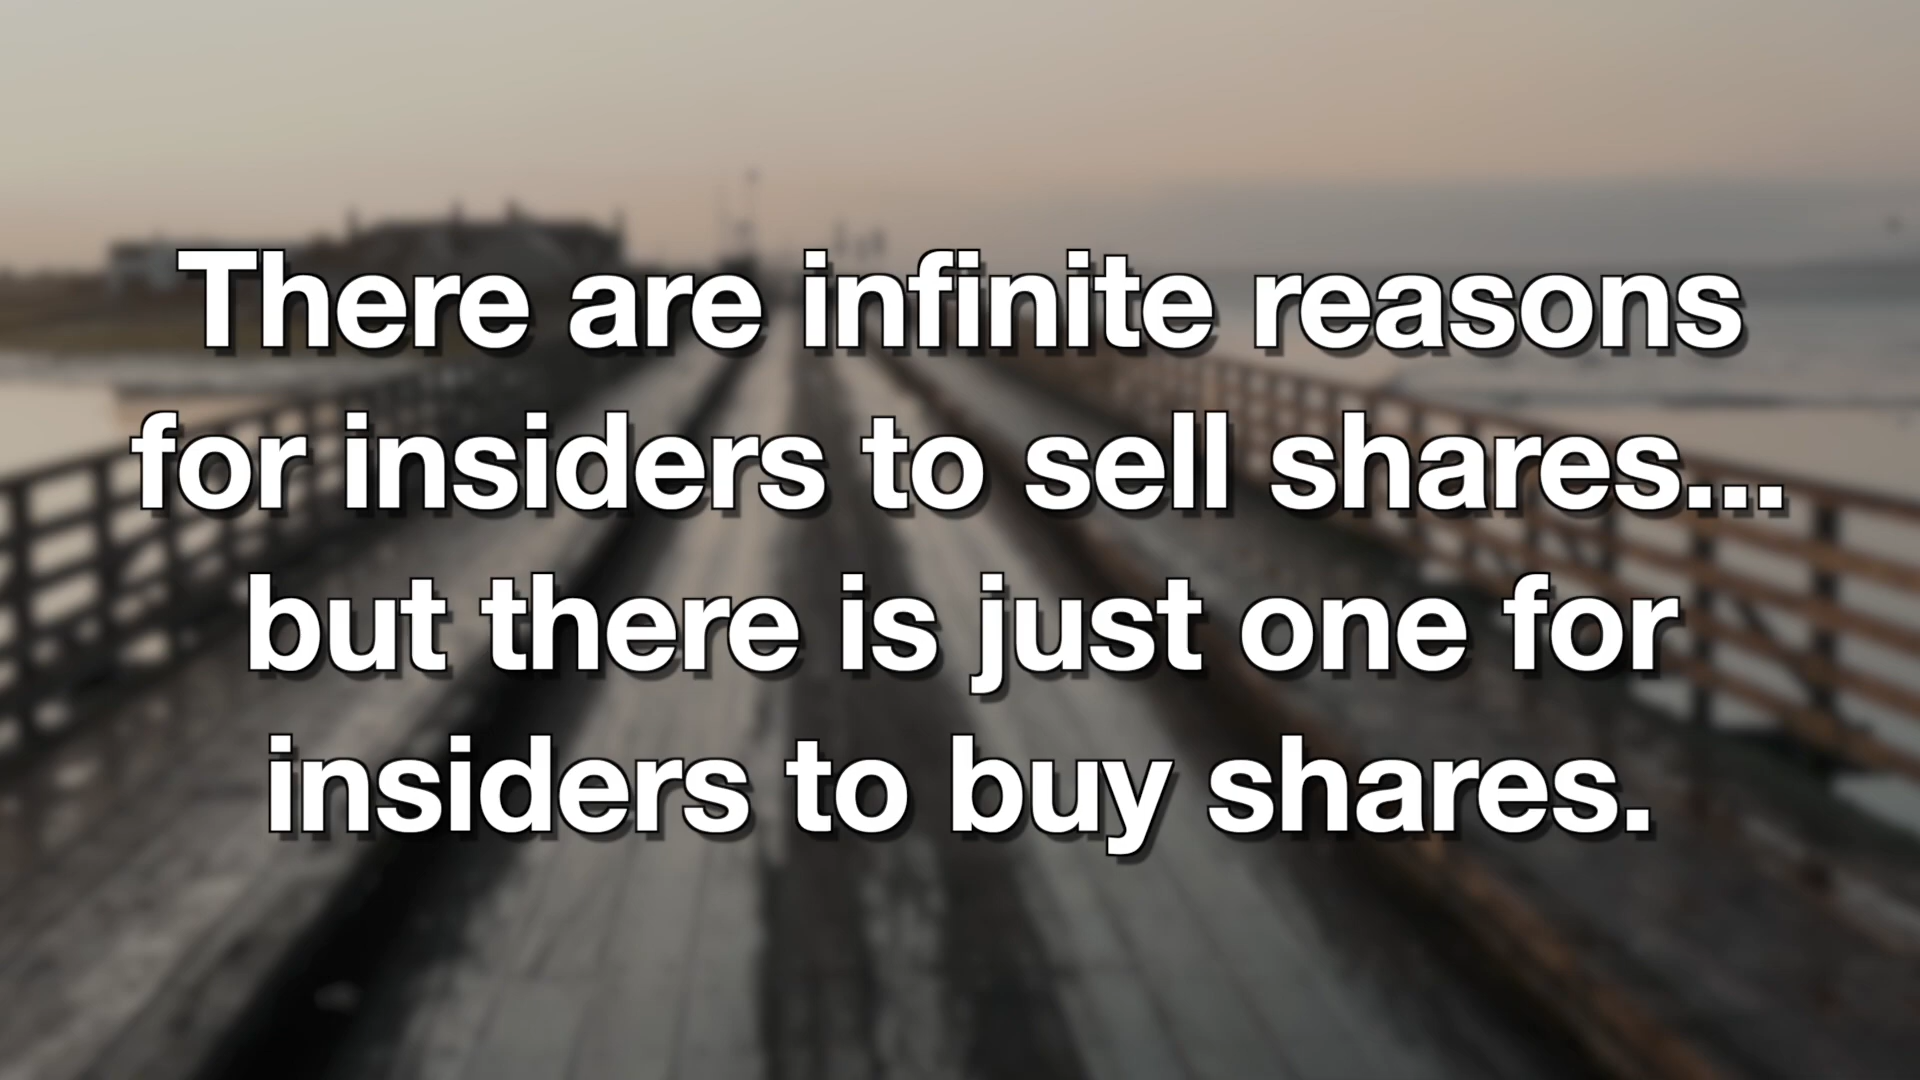 There are infinite reasons
for insiders to sell shares...
but there is just one for
insiders to buy shares.